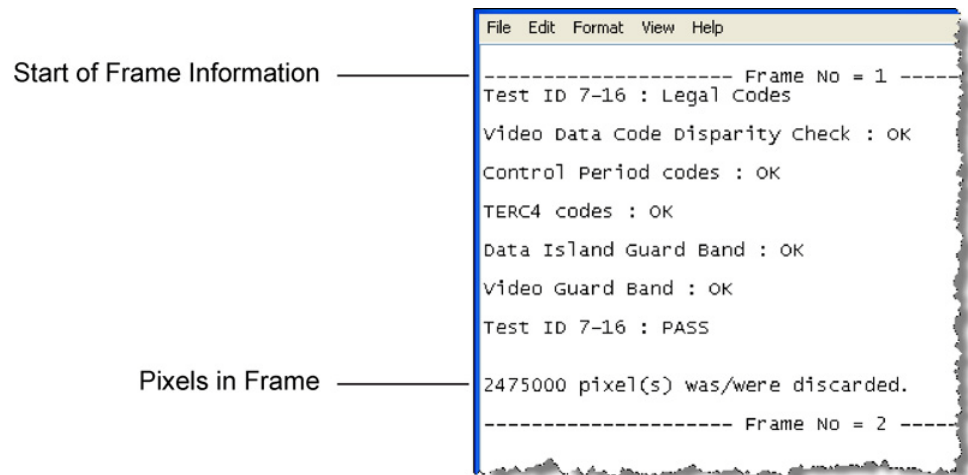 File Edit Format View Help
Start of Frame Information
--------------------- Frame No = 1 -----
Test ID 7-16 : Legal Codes
Video Data Code Disparity Check : OK
Control Period codes : OK
TERC4 codes : OK
Data Island Guard Band : OK
Video Guard Band : OK
Test ID 7-16 : PASS
Pixels in Frame
2475000 pixel(s) was/were discarded.
--------------------- Frame No = 2 -----